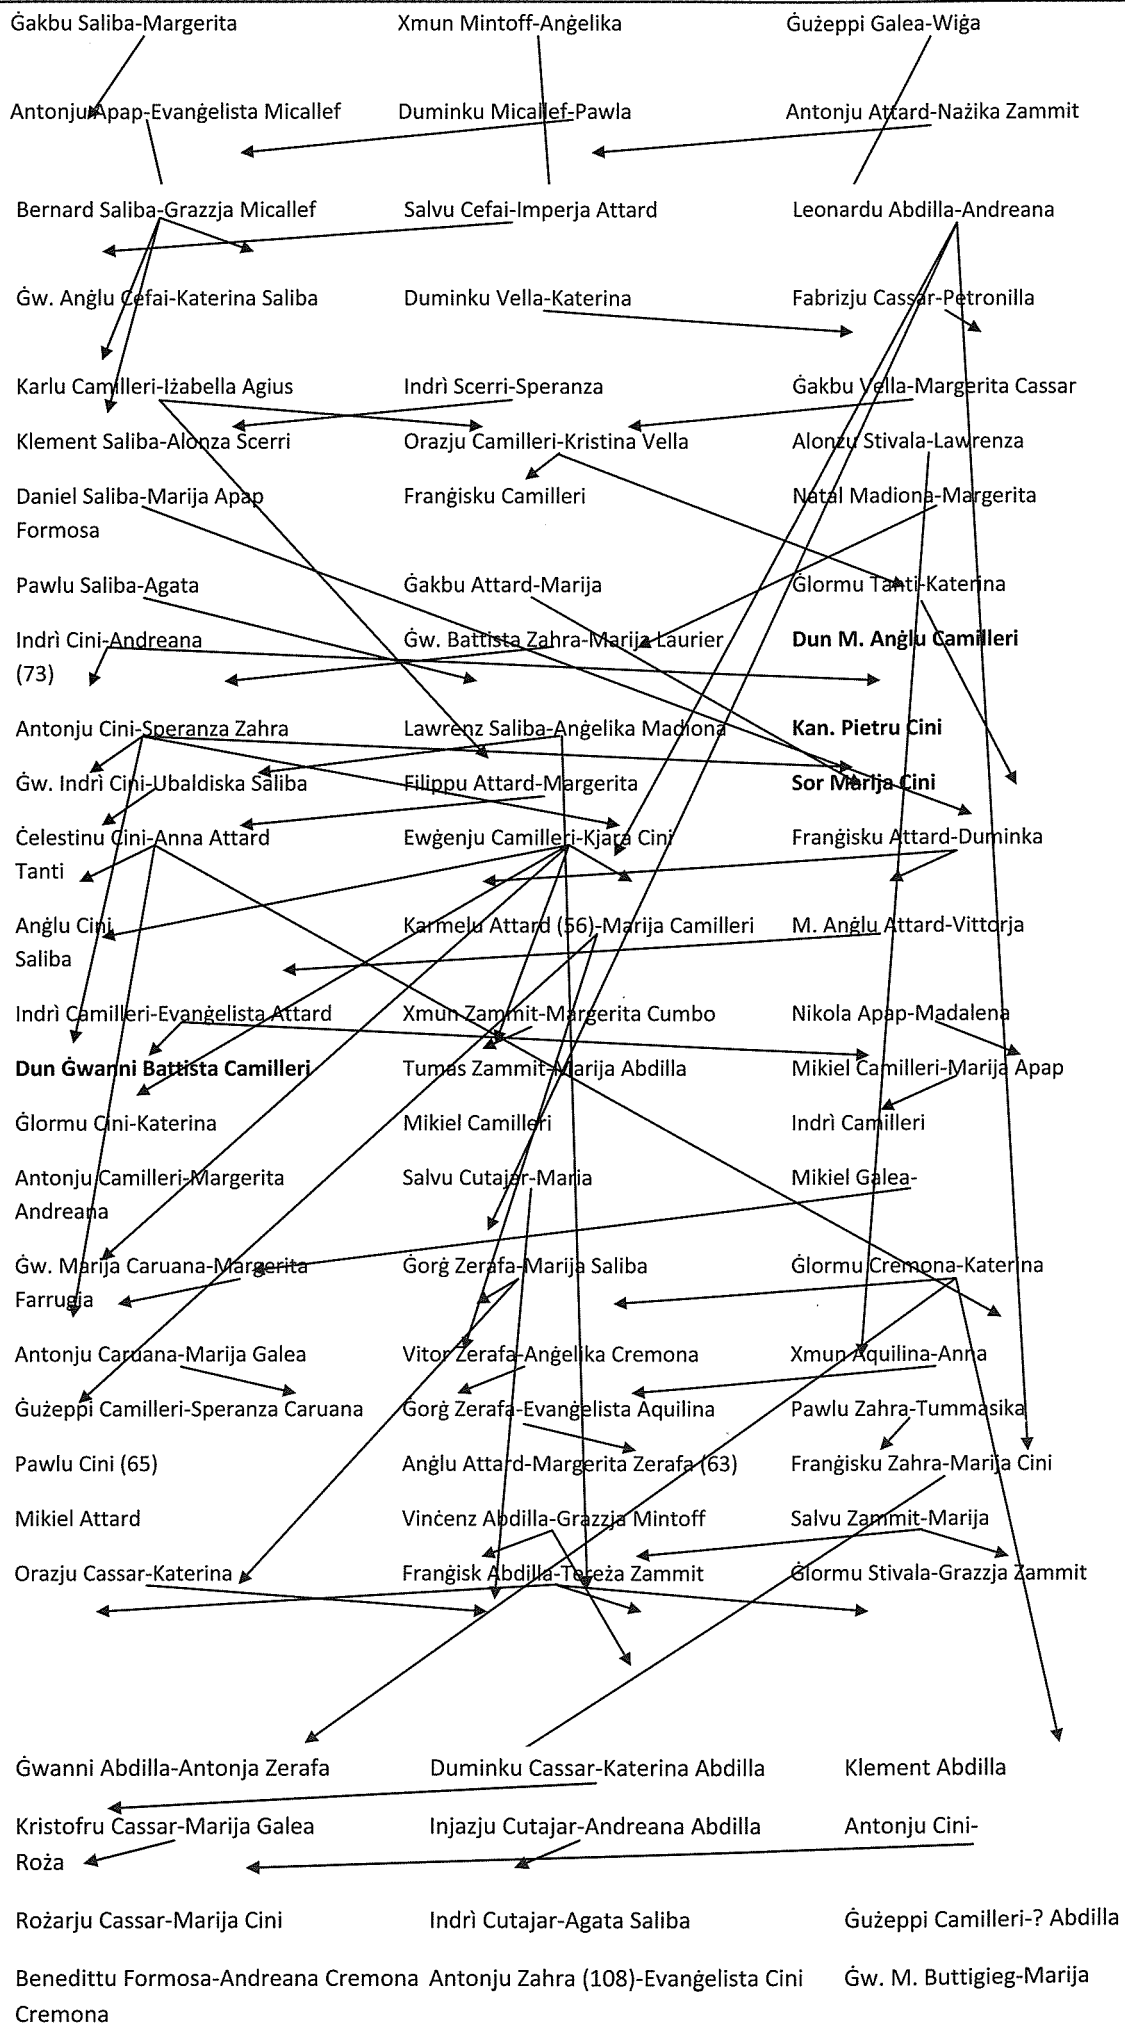 Ġakbu Saliba-Margerita Xmun Mintoff-Anġelika Ġużeppi Galea-Wiġa
Antonju Apap-Evanġelista Micallef Duminku Micallef-Pawla Antonju Attard-Nażika Zammit
Bernard Saliba-Grazzja Micallef Salvu Cefai-Imperja Attard Leonardu Abdilla-Andreana
Ġw. Anġlu Cefai-Katerina Saliba Duminku Vella-Katerina Fabrizju Cassar-Petronilla
Karlu Camilleri-Iżabella Agius Indrì Scerri-Speranza Ġakbu Vella-Margerita Cassar
Klement Saliba-Alonza Scerri Orazju Camilleri-Kristina Vella Alonzu Stivala-Lawrenza
Daniel Saliba-Marija Apap Franġisku Camilleri Natal Madiona-Margerita
Formosa
Pawlu Saliba-Agata Ġakbu Attard-Marija Ġlormu Tanti-Katerina
Indrì Cini-Andreana Ġw. Battista Zahra-Marija Laurier Dun M. Anġlu Camilleri
(73)
Antonju Cini-Speranza Zahra Lawrenz Saliba-Anġelika Madiona Kan. Pietru Cini
Ġw. Indrì Cini-Ubaldiska Saliba Filippu Attard-Margerita Sor Marija Cini
Ċelestinu Cini-Anna Attard Ewġenju Camilleri-Kjara Cini Franġisku Attard-Duminka
Tanti
Anġlu Cini Karmelu Attard (56)-Marija Camilleri M. Anġlu Attard-Vittorja
Saliba
Indrì Camilleri-Evanġelista Attard Xmun Zammit-Margerita Cumbo Nikola Apap-Madalena
Dun Ġwanni Battista Camilleri Tumas Zammit-Marija Abdilla Mikiel Camilleri-Marija Apap
Ġlormu Cini-Katerina Mikiel Camilleri Indrì Camilleri
Antonju Camilleri-Margerita Salvu Cutajar-Maria Mikiel Galea-
Andreana
Ġw. Marija Caruana-Margerita Ġorġ Zerafa-Marija Saliba Ġlormu Cremona-Katerina
Farrugia
Antonju Caruana-Marija Galea Vitor Zerafa-Anġelika Cremona Xmun Aquilina-Anna
Ġużeppi Camilleri-Speranza Caruana Ġorġ Zerafa-Evanġelista Aquilina Pawlu Zahra-Tummasika
Pawlu Cini (65) Anġlu Attard-Margerita Zerafa (63) Franġisku Zahra-Marija Cini
Mikiel Attard Vinċenz Abdilla-Grazzja Mintoff Salvu Zammit-Marija
Orazju Cassar-Katerina Franġisk Abdilla-Tereża Zammit Ġlormu Stivala-Grazzja Zammit
Ġwanni Abdilla-Antonja Zerafa Duminku Cassar-Katerina Abdilla Klement Abdilla
Kristofru Cassar-Marija Galea Injazju Cutajar-Andreana Abdilla Antonju Cini-
Roża
Rożarju Cassar-Marija Cini Indrì Cutajar-Agata Saliba Ġużeppi Camilleri-? Abdilla
Benedittu Formosa-Andreana Cremona Antonju Zahra (108)-Evanġelista Cini Ġw. M. Buttigieg-Marija
Cremona